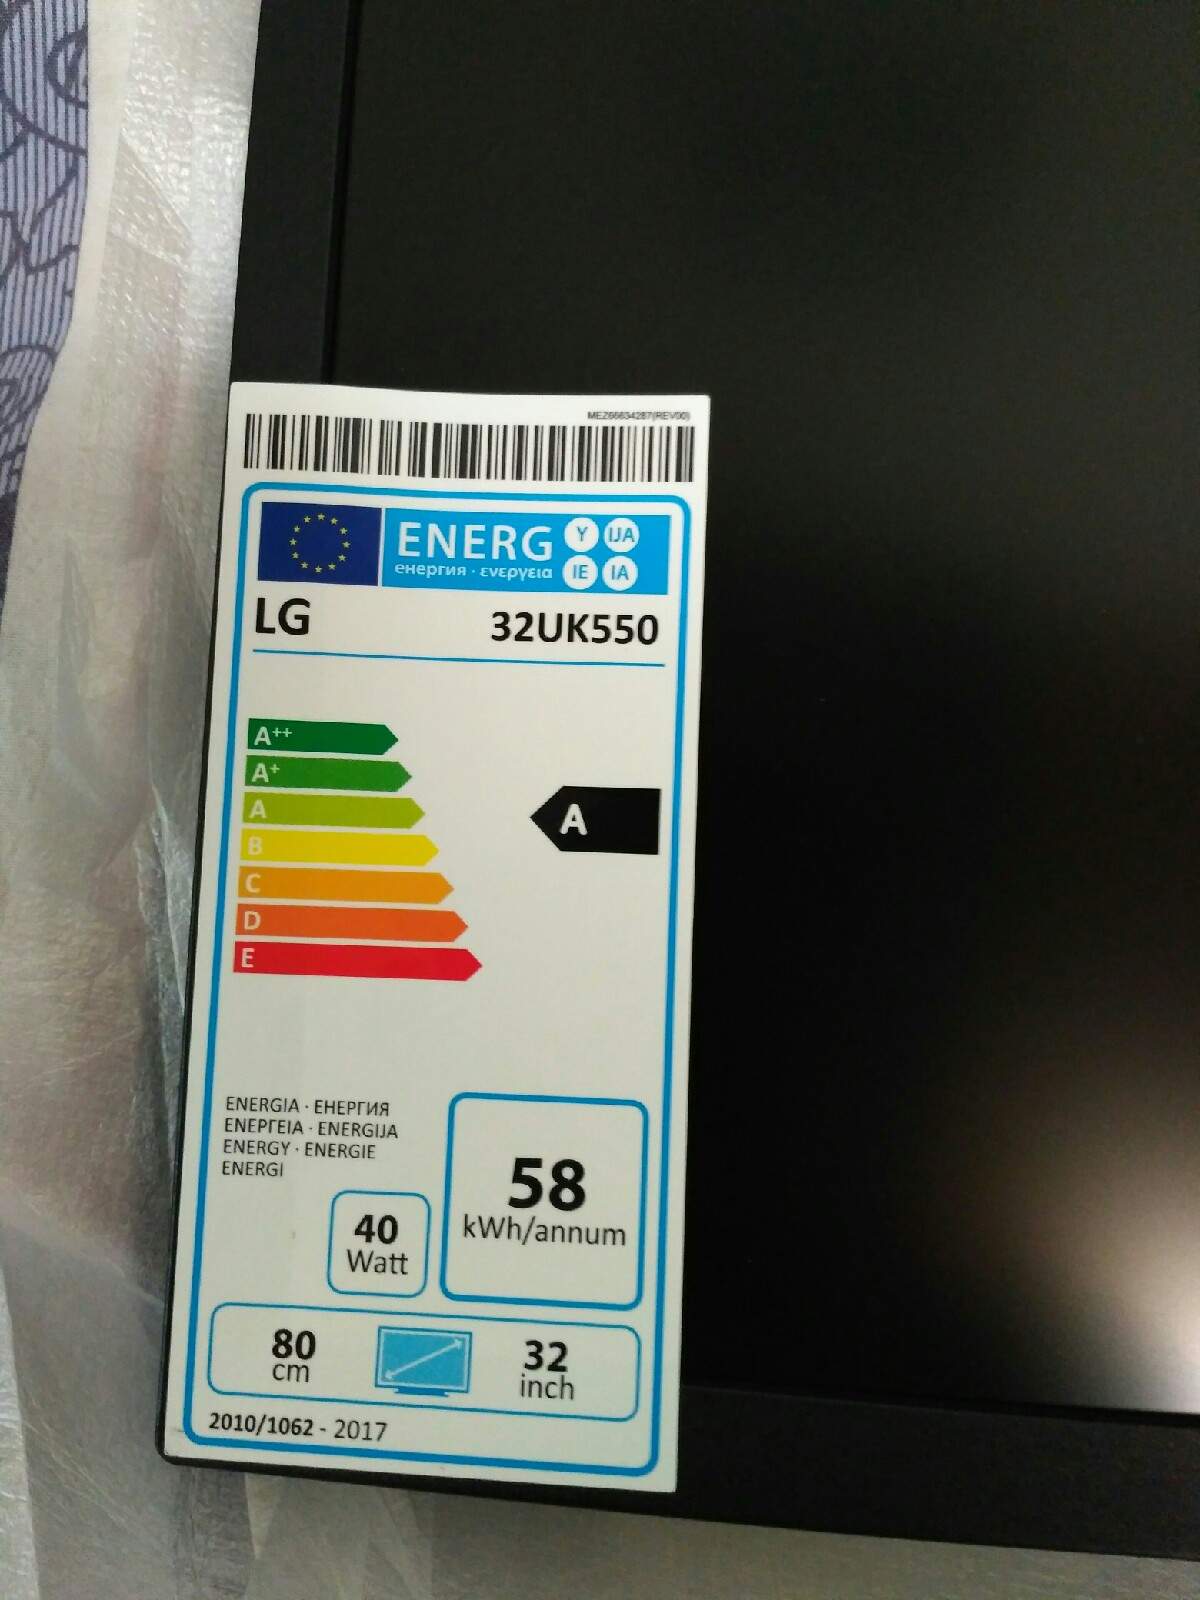 MEZ66634287(REV00)
ENERG Y IJA
енергия · ενεργεια IE IA
LG 32UK550
A++
A+
A
A
B
C
D
E
ENERGIA · ЕНЕРГИЯ
ΕΝΕΡΓΕΙΑ · ENERGIJA
ENERGY · ENERGIE
ENERGI
58
kWh/annum
40
Watt
80
cm
32
inch
2010/1062 - 2017